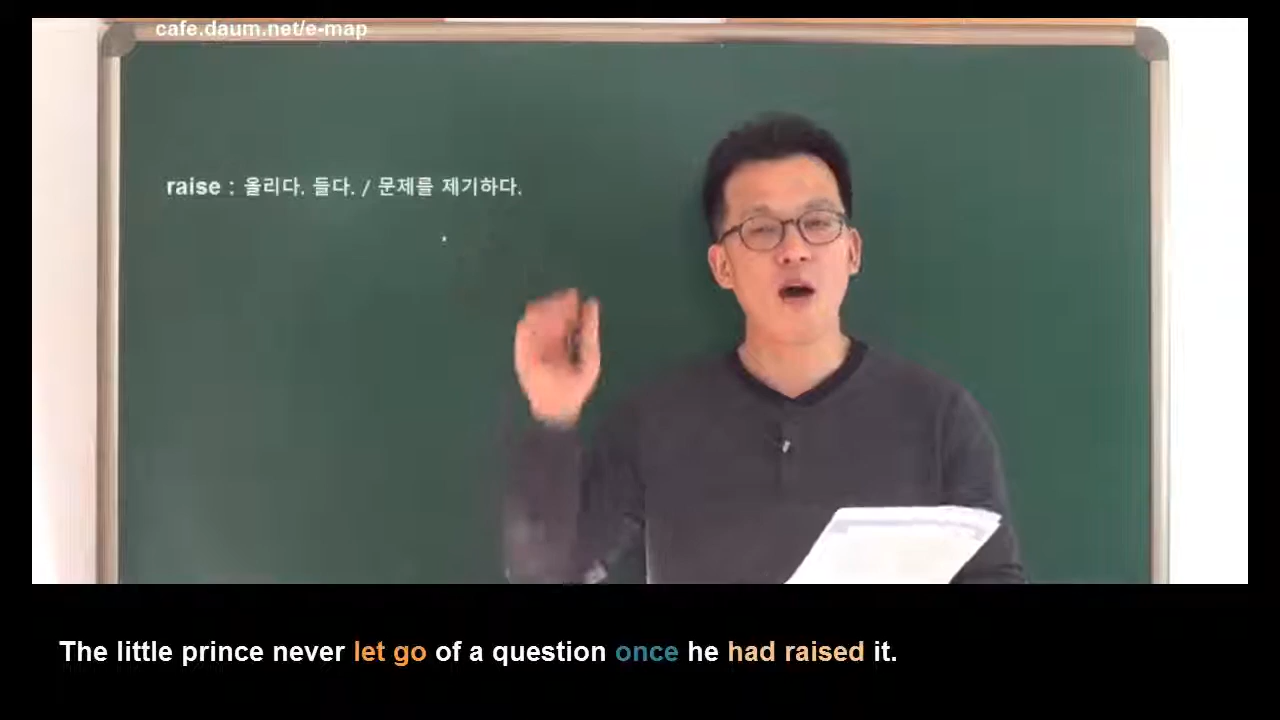 cafe.daum.net/e-map
raise : 올리다. 들다. / 문제를 제기하다.
The little prince never let go of a question once he had raised it.